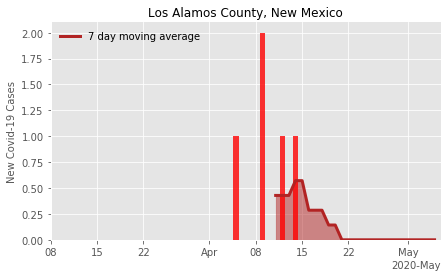 Los Alamos County, New Mexico
7 day moving average
New Covid-19 Cases
2.00
1.75
1.50
1.25
1.00
0.75
0.50
0.25
0.00
08 15 22 Apr 08 15 22 May
2020-May